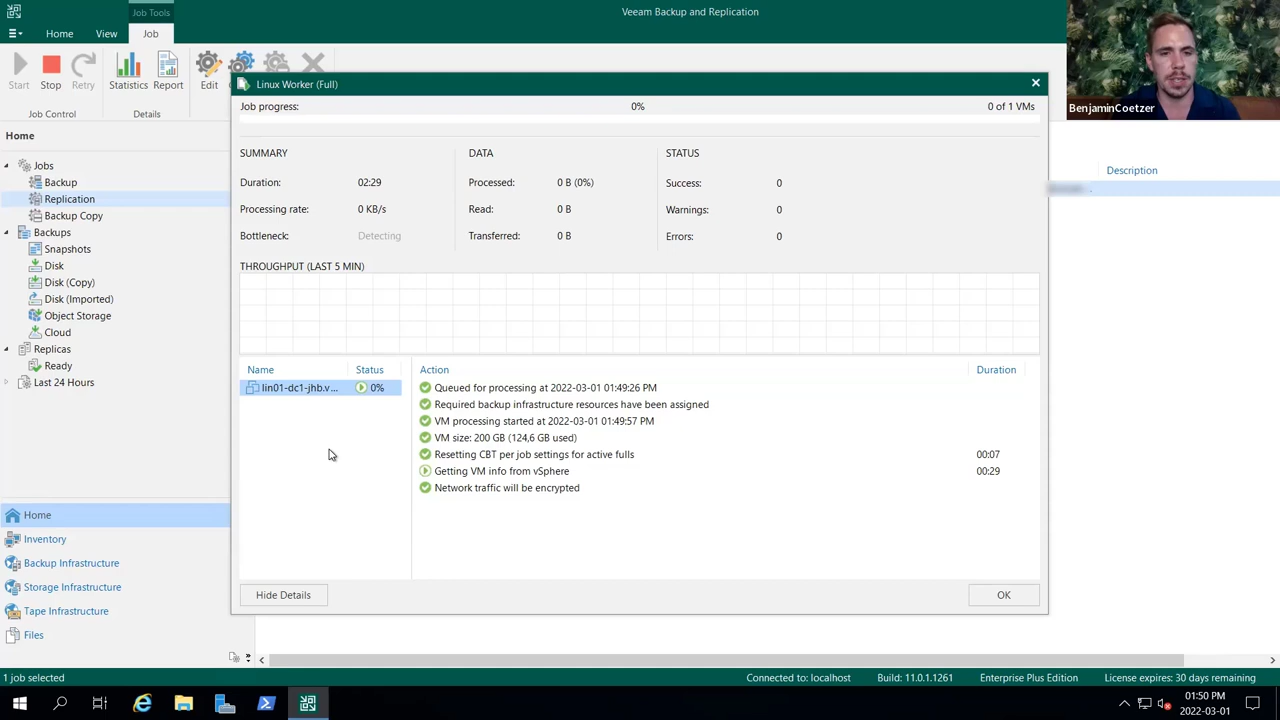 Job Tools
Veeam Backup and Replication
Home
View
Job
Start
Stop
Retry
Statistics
Report
Edit
Job Control
Details
BenjaminCoetzer
Home
Jobs
Backup
Replication
Backup Copy
Backups
Snapshots
Disk
Disk (Copy)
Disk (Imported)
Object Storage
Cloud
Replicas
Ready
Last 24 Hours
Home
Inventory
Backup Infrastructure
Storage Infrastructure
Tape Infrastructure
Files
Linux Worker (Full)
Job progress:
0%
0 of 1 VMs
SUMMARY
Duration: 02:29
Processing rate: 0 KB/s
Bottleneck: Detecting
DATA
Processed: 0 B (0%)
Read: 0 B
Transferred: 0 B
STATUS
Success: 0
Warnings: 0
Errors: 0
THROUGHPUT (LAST 5 MIN)
Name Status
lin01-dc1-jhb.v... 0%
Action Duration
Queued for processing at 2022-03-01 01:49:26 PM
Required backup infrastructure resources have been assigned
VM processing started at 2022-03-01 01:49:57 PM
VM size: 200 GB (124,6 GB used)
Resetting CBT per job settings for active fulls 00:07
Getting VM info from vSphere 00:29
Network traffic will be encrypted
Hide Details
OK
Description
1 job selected
Connected to: localhost
Build: 11.0.1.1261
Enterprise Plus Edition
License expires: 30 days remaining
01:50 PM
2022-03-01